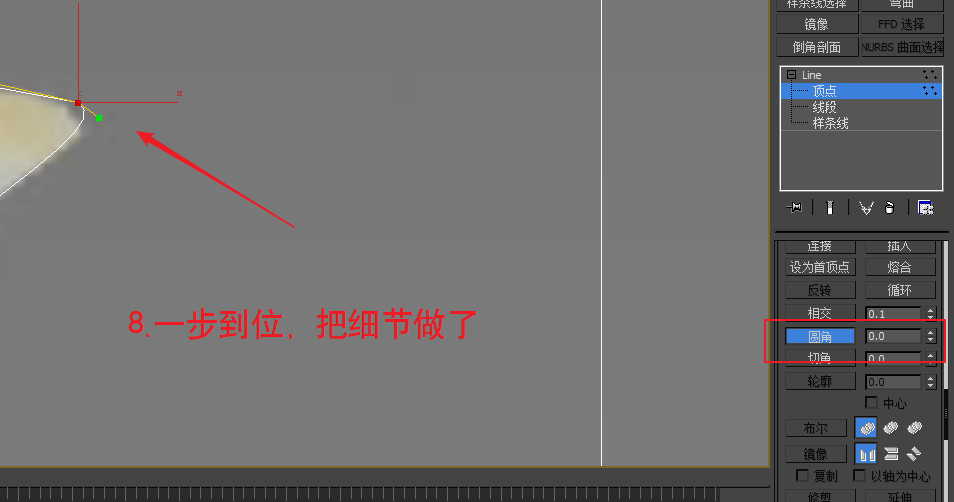 样条线选择 弯曲
镜像 FFD 选择
倒角剖面 NURBS 曲面选择
Line
顶点
线段
样条线
x
连接 插入
设为首顶点 熔合
反转 循环
相交 0.1
圆角 0.0
切角 0.0
轮廓 0.0
中心
布尔
镜像
复制 以轴为中心
修剪 延伸
8.一步到位，把细节做了